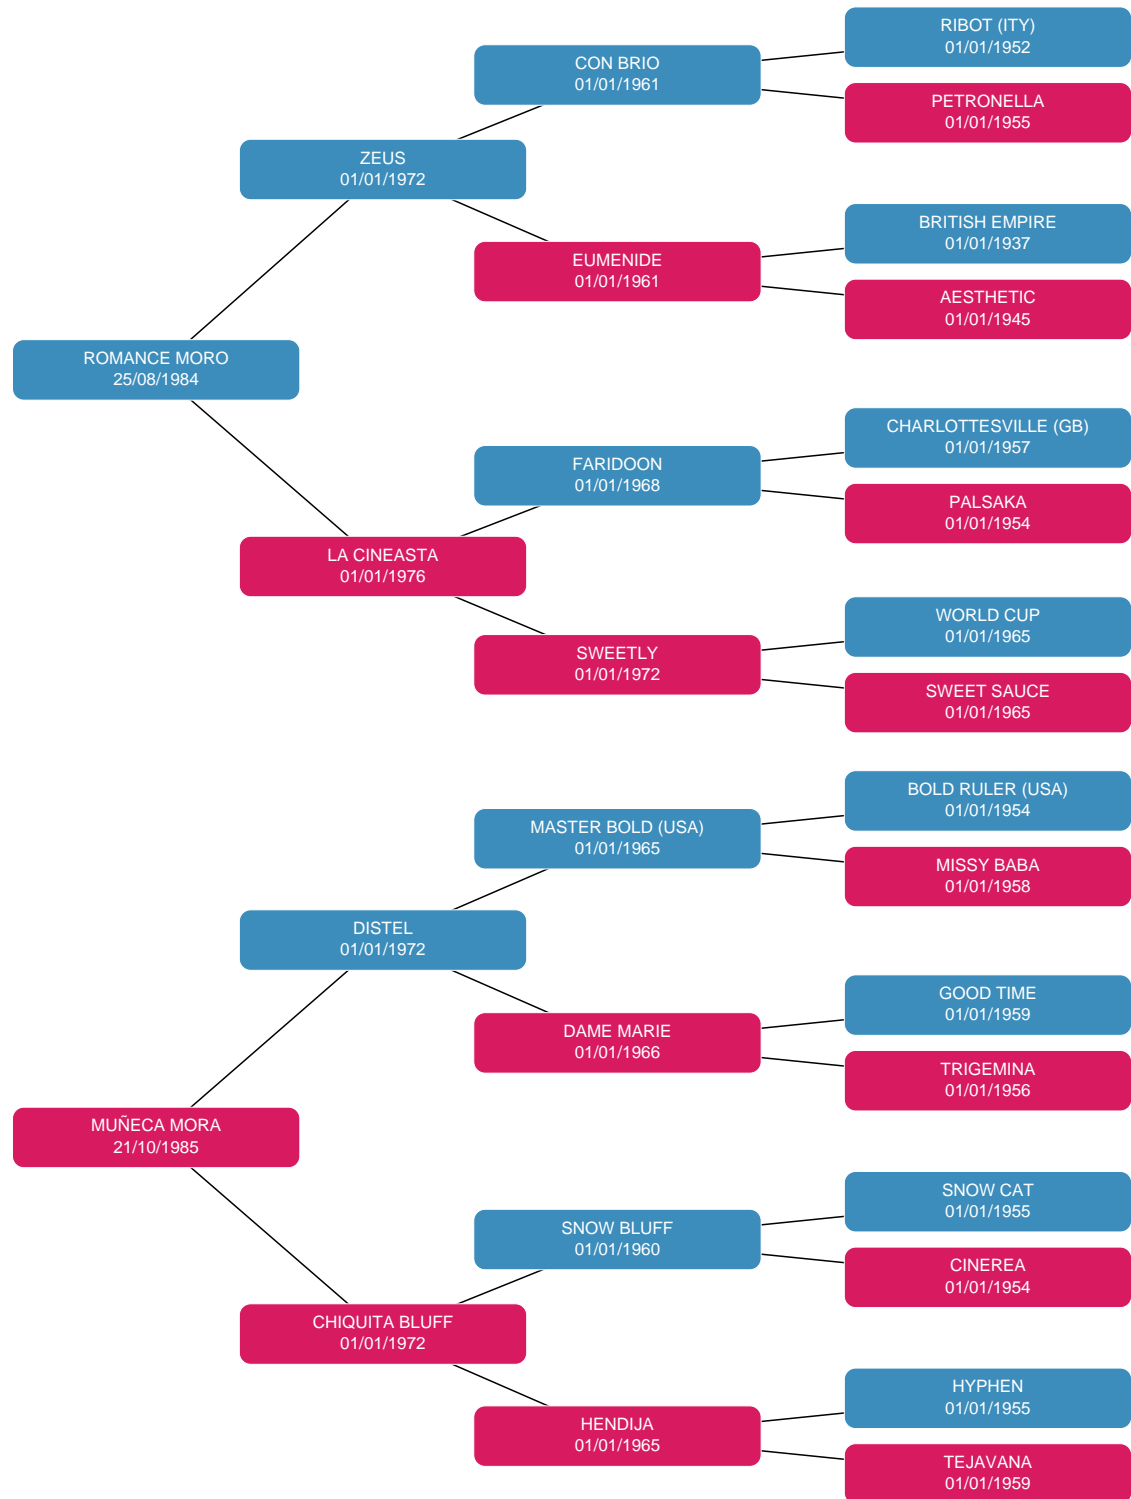 RIBOT (ITY)
01/01/1952
CON BRIO
01/01/1961
PETRONELLA
01/01/1955
ZEUS
01/01/1972
BRITISH EMPIRE
01/01/1937
EUMENIDE
01/01/1961
AESTHETIC
01/01/1945
ROMANCE MORO
25/08/1984
CHARLOTTESVILLE (GB)
01/01/1957
FARIDOON
01/01/1968
PALSAKA
01/01/1954
LA CINEASTA
01/01/1976
WORLD CUP
01/01/1965
SWEETLY
01/01/1972
SWEET SAUCE
01/01/1965
BOLD RULER (USA)
01/01/1954
MASTER BOLD (USA)
01/01/1965
MISSY BABA
01/01/1958
DISTEL
01/01/1972
GOOD TIME
01/01/1959
DAME MARIE
01/01/1966
TRIGEMINA
01/01/1956
MUÑECA MORA
21/10/1985
SNOW CAT
01/01/1955
SNOW BLUFF
01/01/1960
CINEREA
01/01/1954
CHIQUITA BLUFF
01/01/1972
HYPHEN
01/01/1955
HENDIJA
01/01/1965
TEJAVANA
01/01/1959